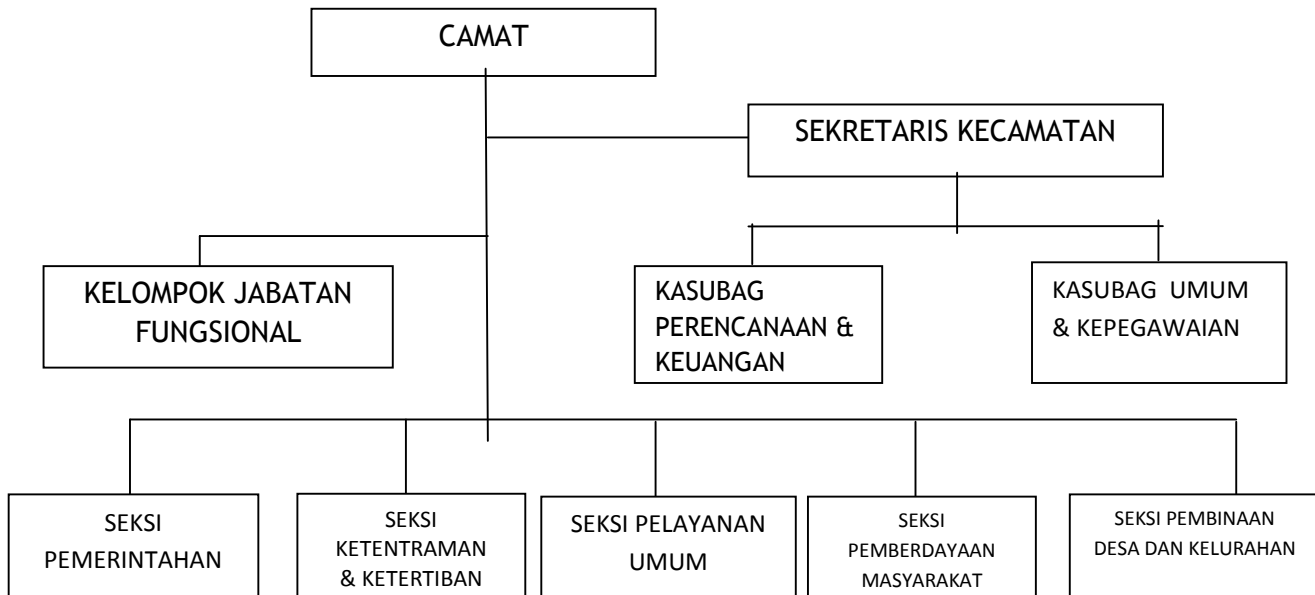 CAMAT
SEKRETARIS KECAMATAN
KELOMPOK JABATAN
FUNGSIONAL
KASUBAG
PERENCANAAN &
KEUANGAN
KASUBAG UMUM
& KEPEGAWAIAN
SEKSI
PEMERINTAHAN
SEKSI
KETENTRAMAN
& KETERTIBAN
SEKSI PELAYANAN
UMUM
SEKSI
PEMBERDAYAAN
MASYARAKAT
SEKSI PEMBINAAN
DESA DAN KELURAHAN